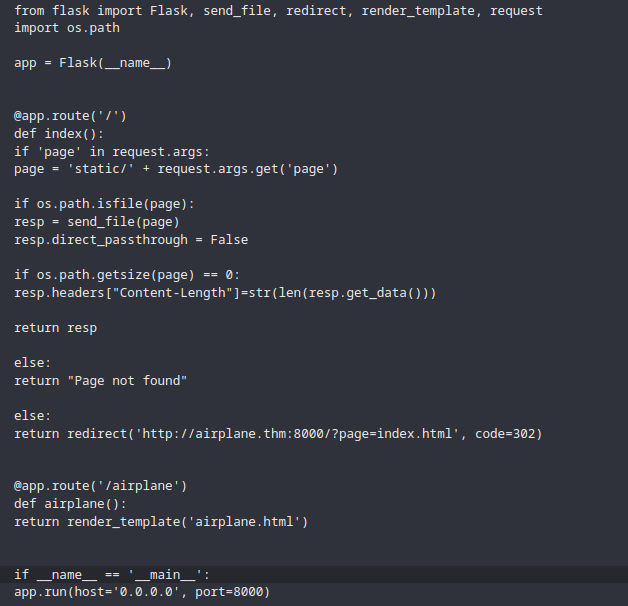 from flask import Flask, send_file, redirect, render_template, request
import os.path
app = Flask(__name__)
@app.route('/')
def index():
if 'page' in request.args:
page = 'static/' + request.args.get('page')
if os.path.isfile(page):
resp = send_file(page)
resp.direct_passthrough = False
if os.path.getsize(page) == 0:
resp.headers["Content-Length"]=str(len(resp.get_data()))
return resp
else:
return "Page not found"
else:
return redirect('http://airplane.thm:8000/?page=index.html', code=302)
@app.route('/airplane')
def airplane():
return render_template('airplane.html')
if __name__ == '__main__':
app.run(host='0.0.0.0', port=8000)